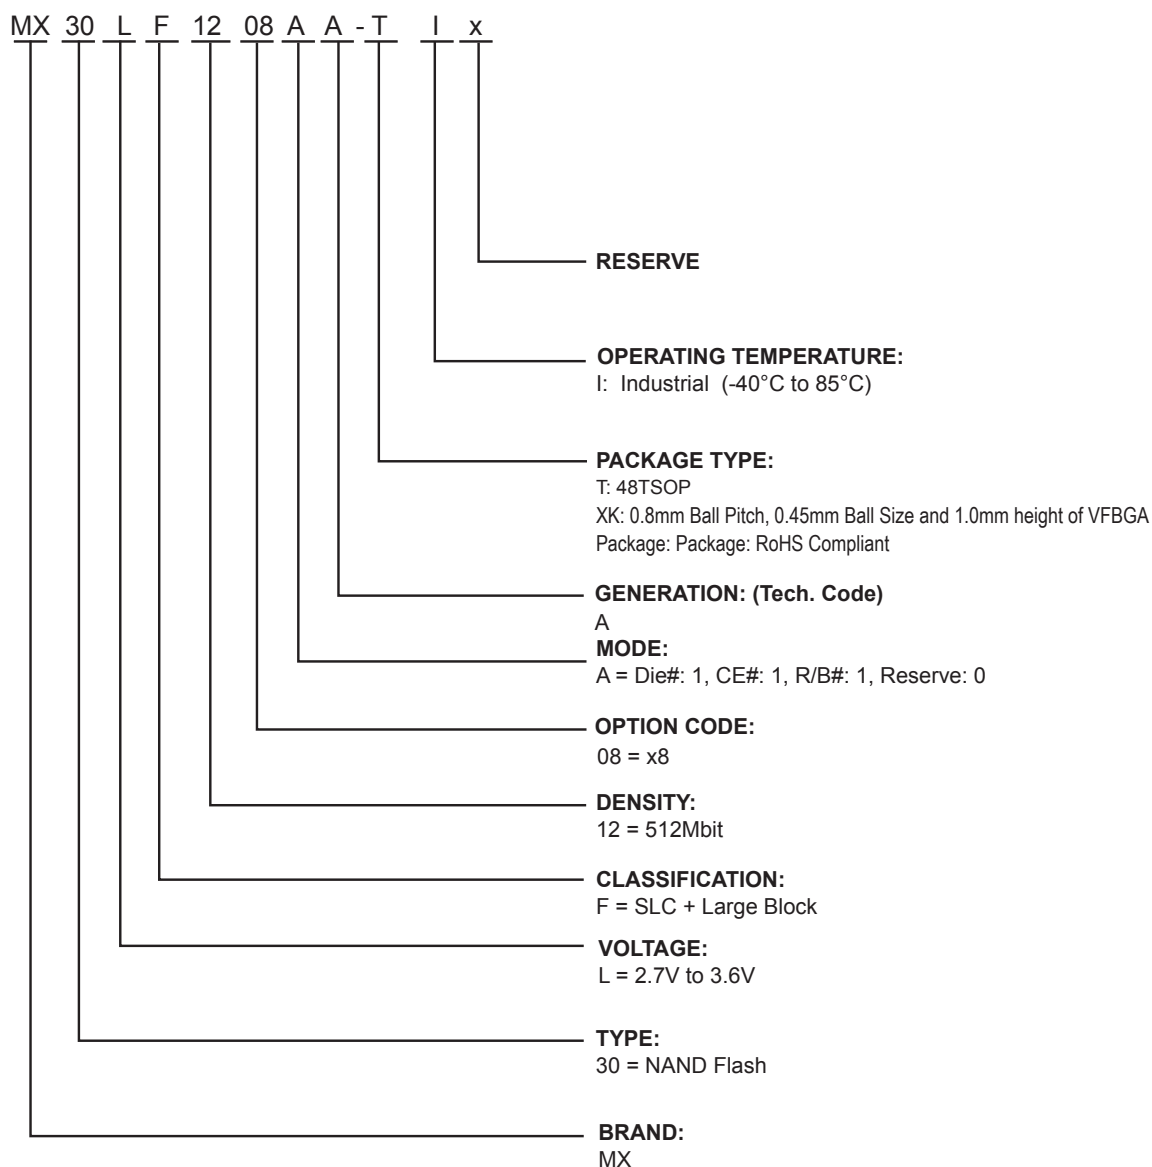 MX 30 L F 12 08 A A - T I x
RESERVE
OPERATING TEMPERATURE:
I: Industrial (-40°C to 85°C)
PACKAGE TYPE:
T: 48TSOP
XK: 0.8mm Ball Pitch, 0.45mm Ball Size and 1.0mm height of VFBGA
Package: Package: RoHS Compliant
GENERATION: (Tech. Code)
A
MODE:
A = Die#: 1, CE#: 1, R/B#: 1, Reserve: 0
OPTION CODE:
08 = x8
DENSITY:
12 = 512Mbit
CLASSIFICATION:
F = SLC + Large Block
VOLTAGE:
L = 2.7V to 3.6V
TYPE:
30 = NAND Flash
BRAND:
MX